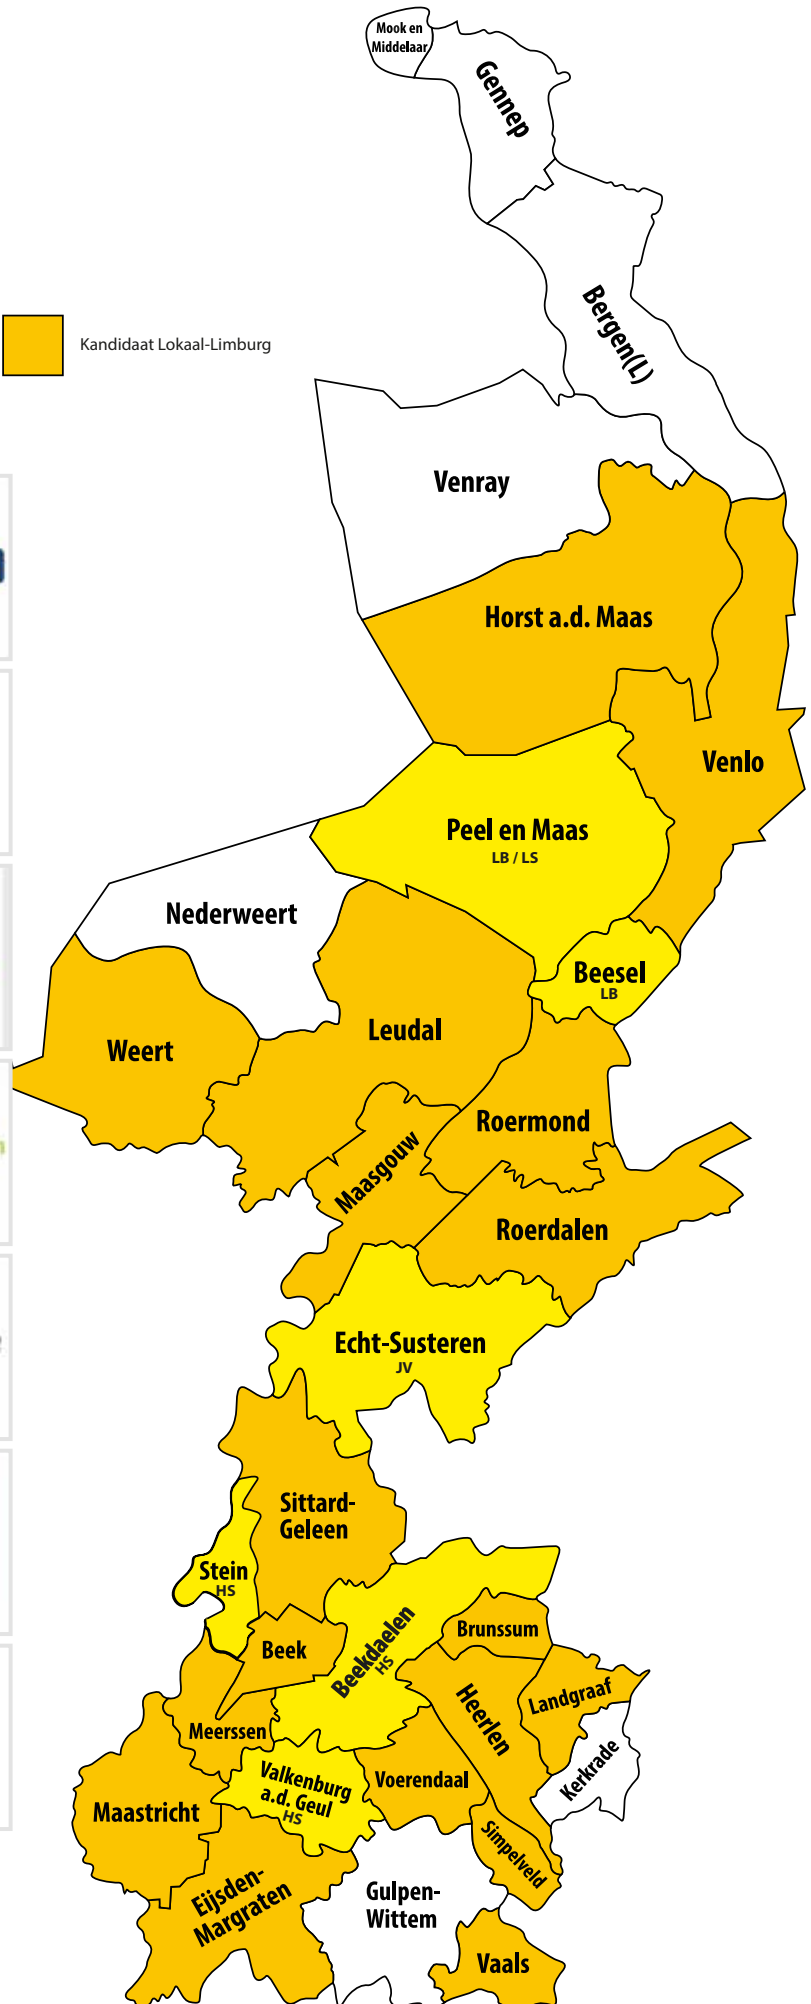 Mook en
Middelaar
Gennep
Bergen(L)
Kandidaat Lokaal-Limburg
Venray
Horst a.d. Maas
Venlo
Peel en Maas
LB / LS
Nederweert
Beesel
LB
Leudal
Weert
Roermond
Maasgouw
Roerdalen
Echt-Susteren
JV
Sittard-
Geleen
Stein
HS
Beek
Beekdaelen
HS
Brunssum
Landgraaf
Heerlen
Meerssen
Kerkrade
Valkenburg
a.d. Geul
HS
Voerendaal
Maastricht
Simpelveld
Eijsden-
Margraten
Gulpen-
Wittem
Vaals